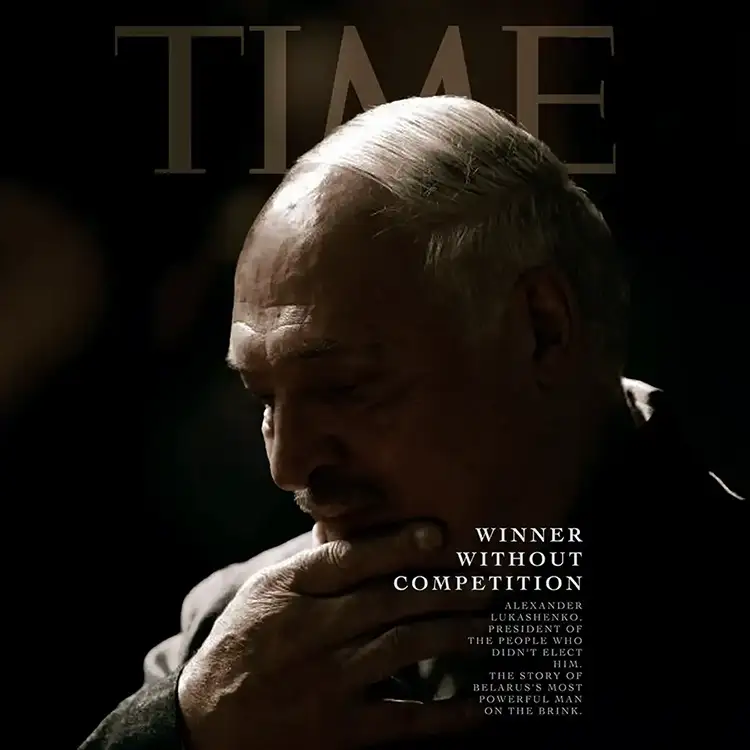 TIME
WINNER
WITHOUT
COMPETITION
ALEXANDER
LUKASHENKO.
PRESIDENT OF
THE PEOPLE WHO
DIDN'T ELECT
HIM.
THE STORY OF
BELARUS'S MOST
POWERFUL MAN
ON THE BRINK.